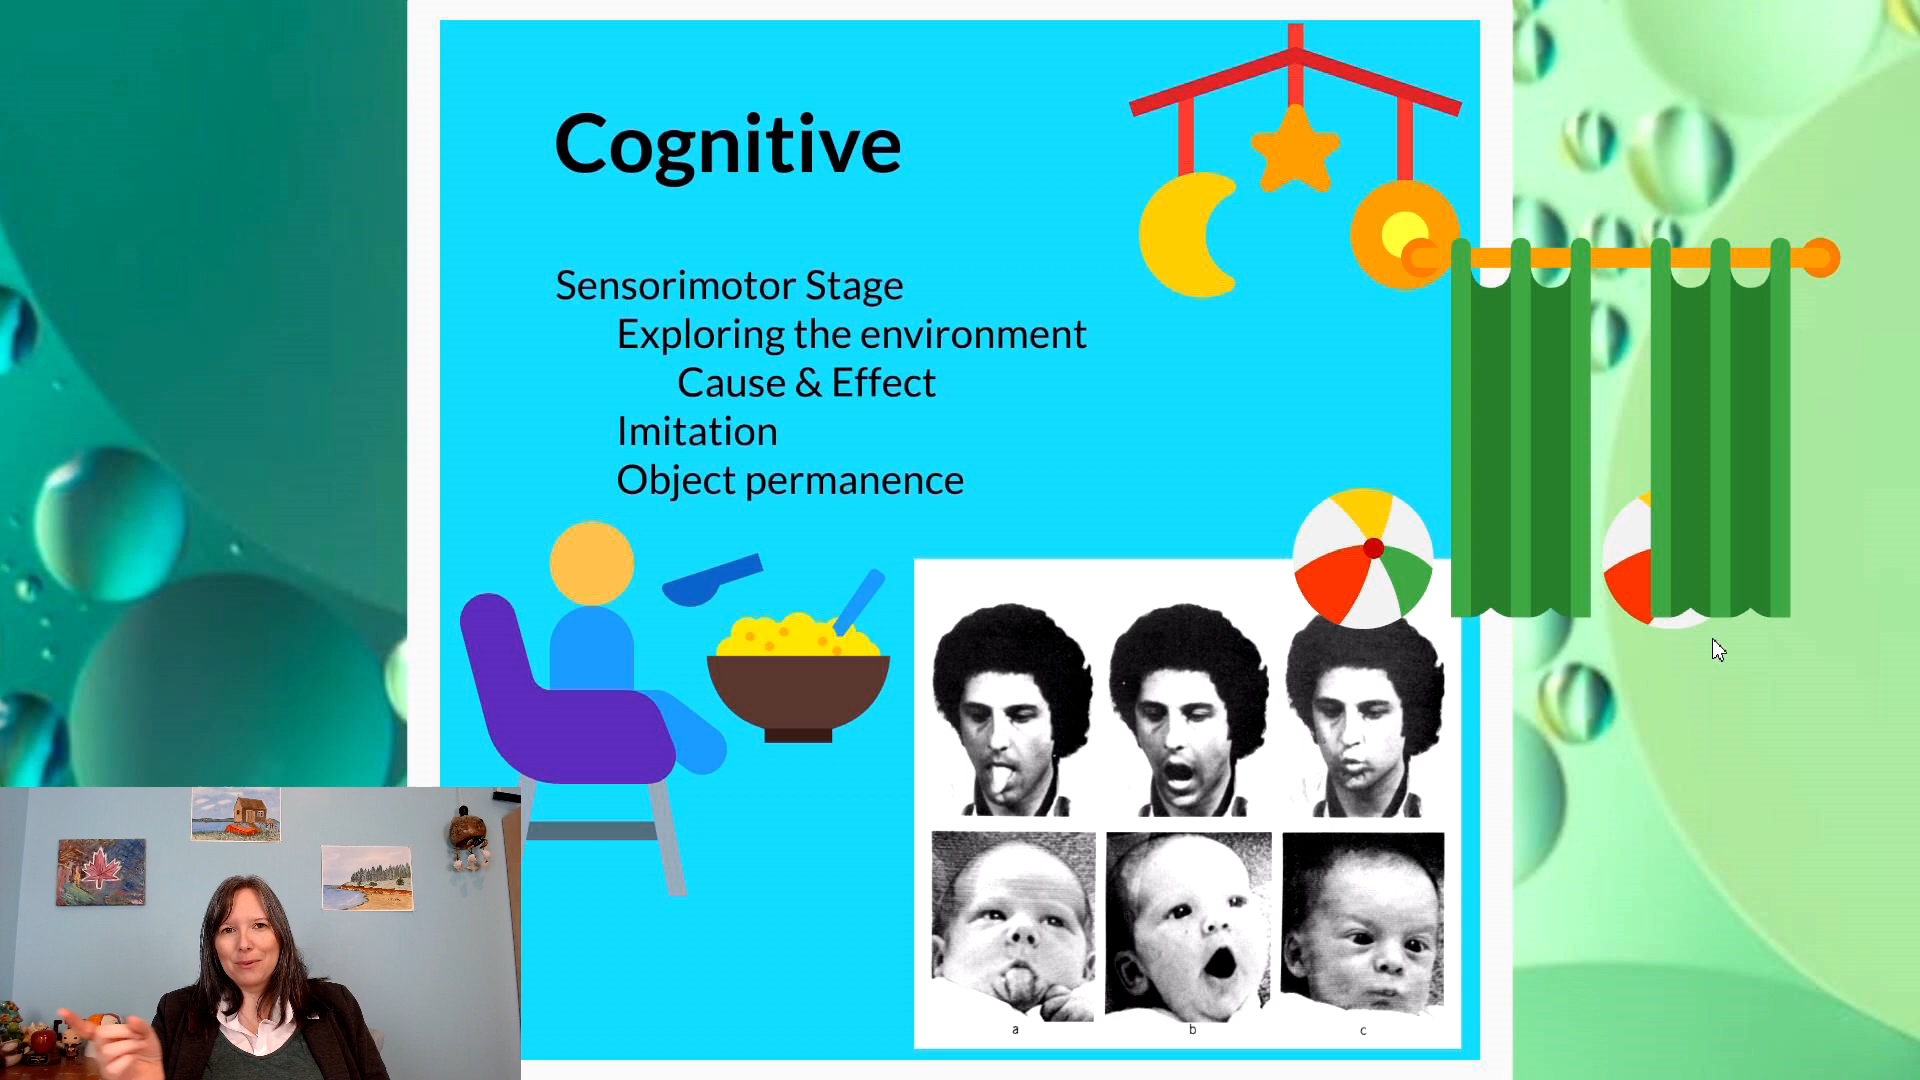 Cognitive
Sensorimotor Stage
Exploring the environment
Cause & Effect
Imitation
Object permanence
a
b
c